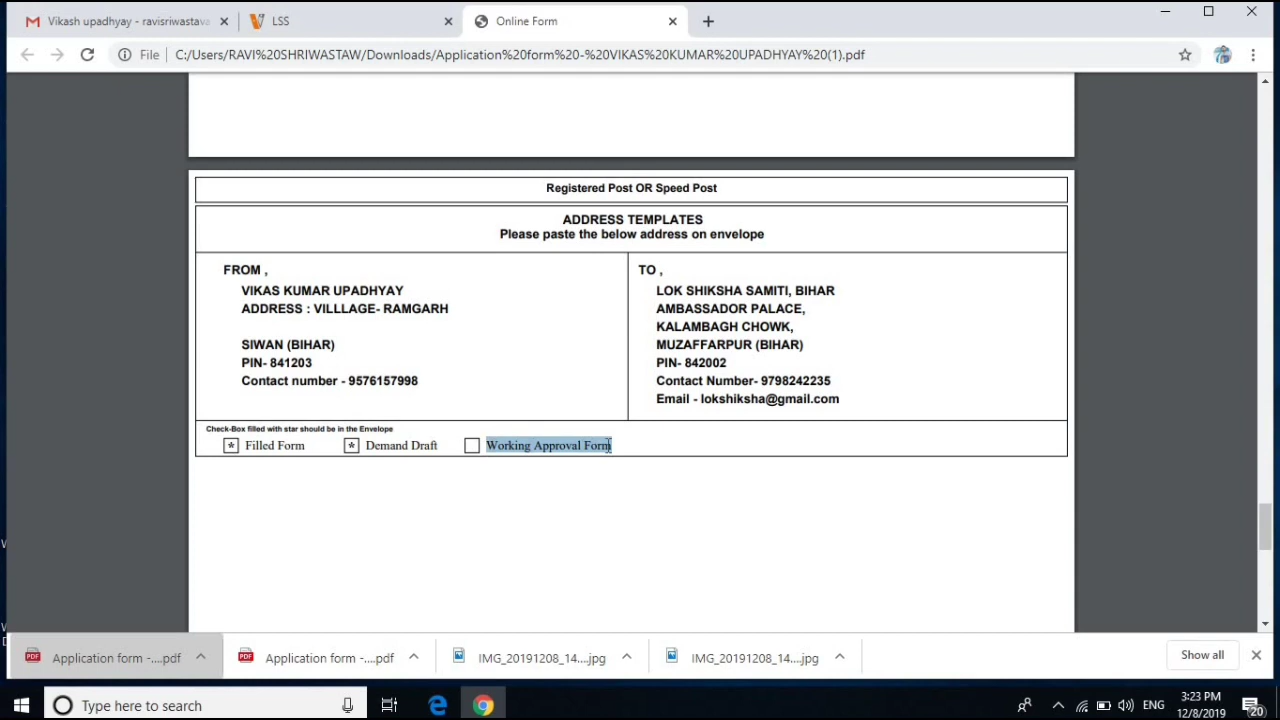 Vikash upadhyay - ravisriwastava
LSS
Online Form
File
C:/Users/RAVI%20SHRIWASTAW/Downloads/Application%20form%20-%20VIKAS%20KUMAR%20UPADHYAY%20(1).pdf
Registered Post OR Speed Post
ADDRESS TEMPLATES
Please paste the below address on envelope
FROM ,
VIKAS KUMAR UPADHYAY
ADDRESS : VILLLAGE- RAMGARH
SIWAN (BIHAR)
PIN- 841203
Contact number - 9576157998
TO ,
LOK SHIKSHA SAMITI, BIHAR
AMBASSADOR PALACE,
KALAMBAGH CHOWK,
MUZAFFARPUR (BIHAR)
PIN- 842002
Contact Number- 9798242235
Email - lokshiksha@gmail.com
Check-Box filled with star should be in the Envelope
* Filled Form * Demand Draft Working Approval Form
PDF Application form -....pdf
PDF Application form -....pdf
IMG_20191208_14....jpg
IMG_20191208_14....jpg
Show all
Type here to search
ENG
3:23 PM
12/8/2019
20